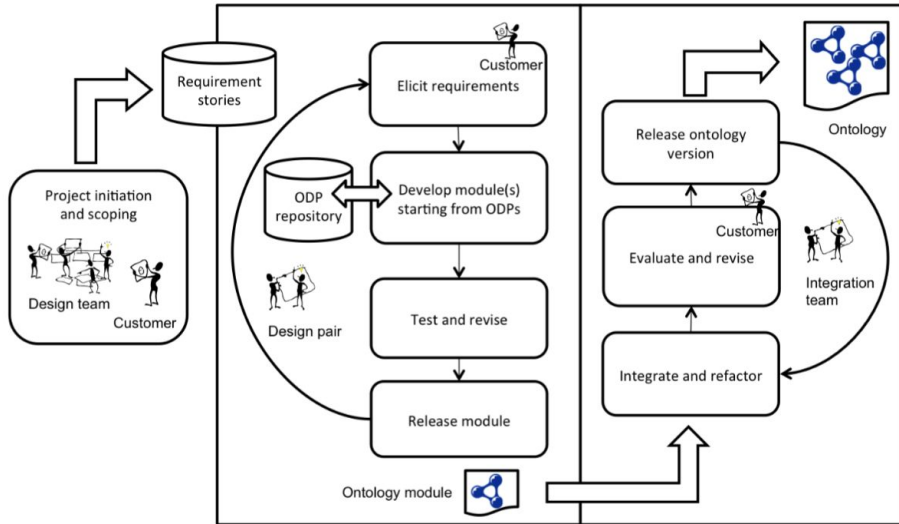 Requirement
stories
Project initiation
and scoping
Design team
Customer
Customer
Elicit requirements
ODP
repository
Develop module(s)
starting from ODPs
Design pair
Test and revise
Release module
Ontology module
Ontology
Release ontology
version
Customer
Evaluate and revise
Integration
team
Integrate and refactor